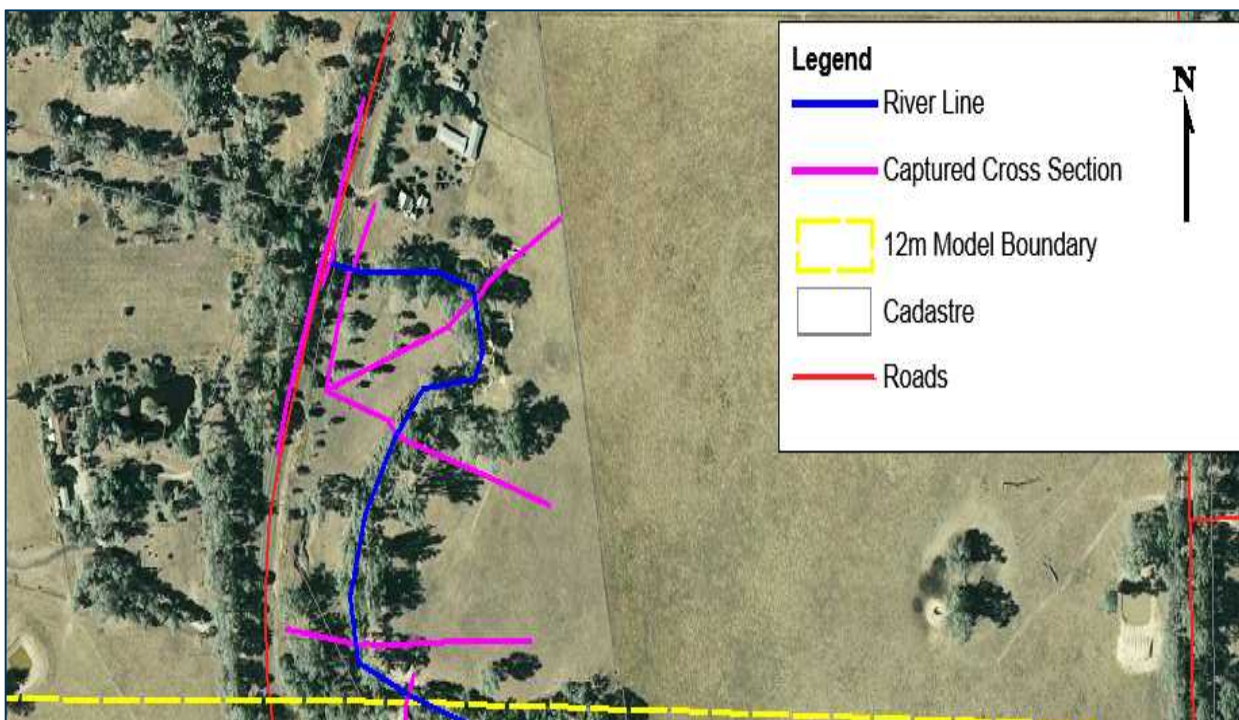 Legend
N
River Line
Captured Cross Section
12m Model Boundary
Cadastre
Roads